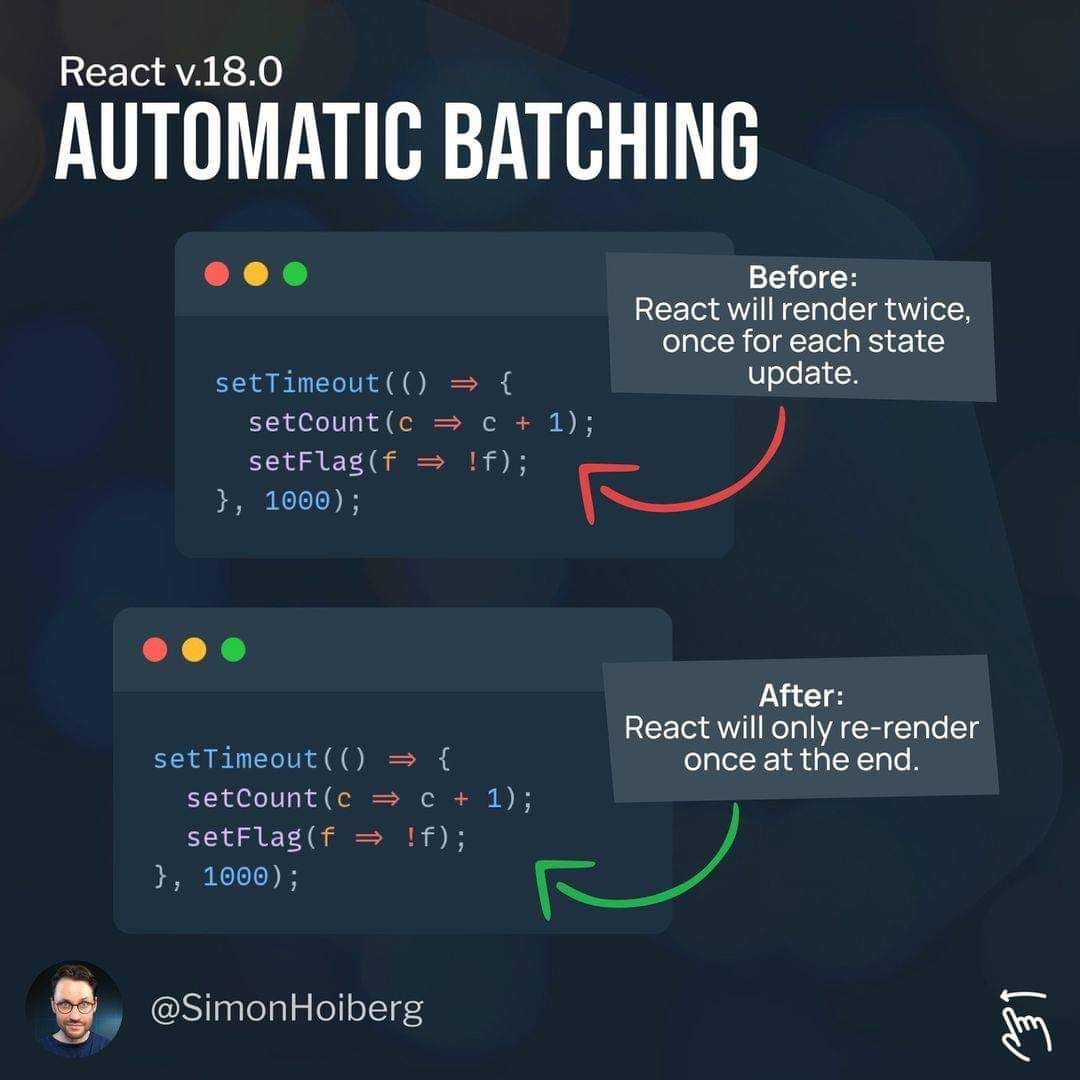 React v.18.0
AUTOMATIC BATCHING
Before:
React will render twice,
once for each state
update.
setTimeout(() => {
  setCount(c => c + 1);
  setFlag(f => !f);
}, 1000);
After:
React will only re-render
once at the end.
setTimeout(() => {
  setCount(c => c + 1);
  setFlag(f => !f);
}, 1000);
@SimonHoiberg